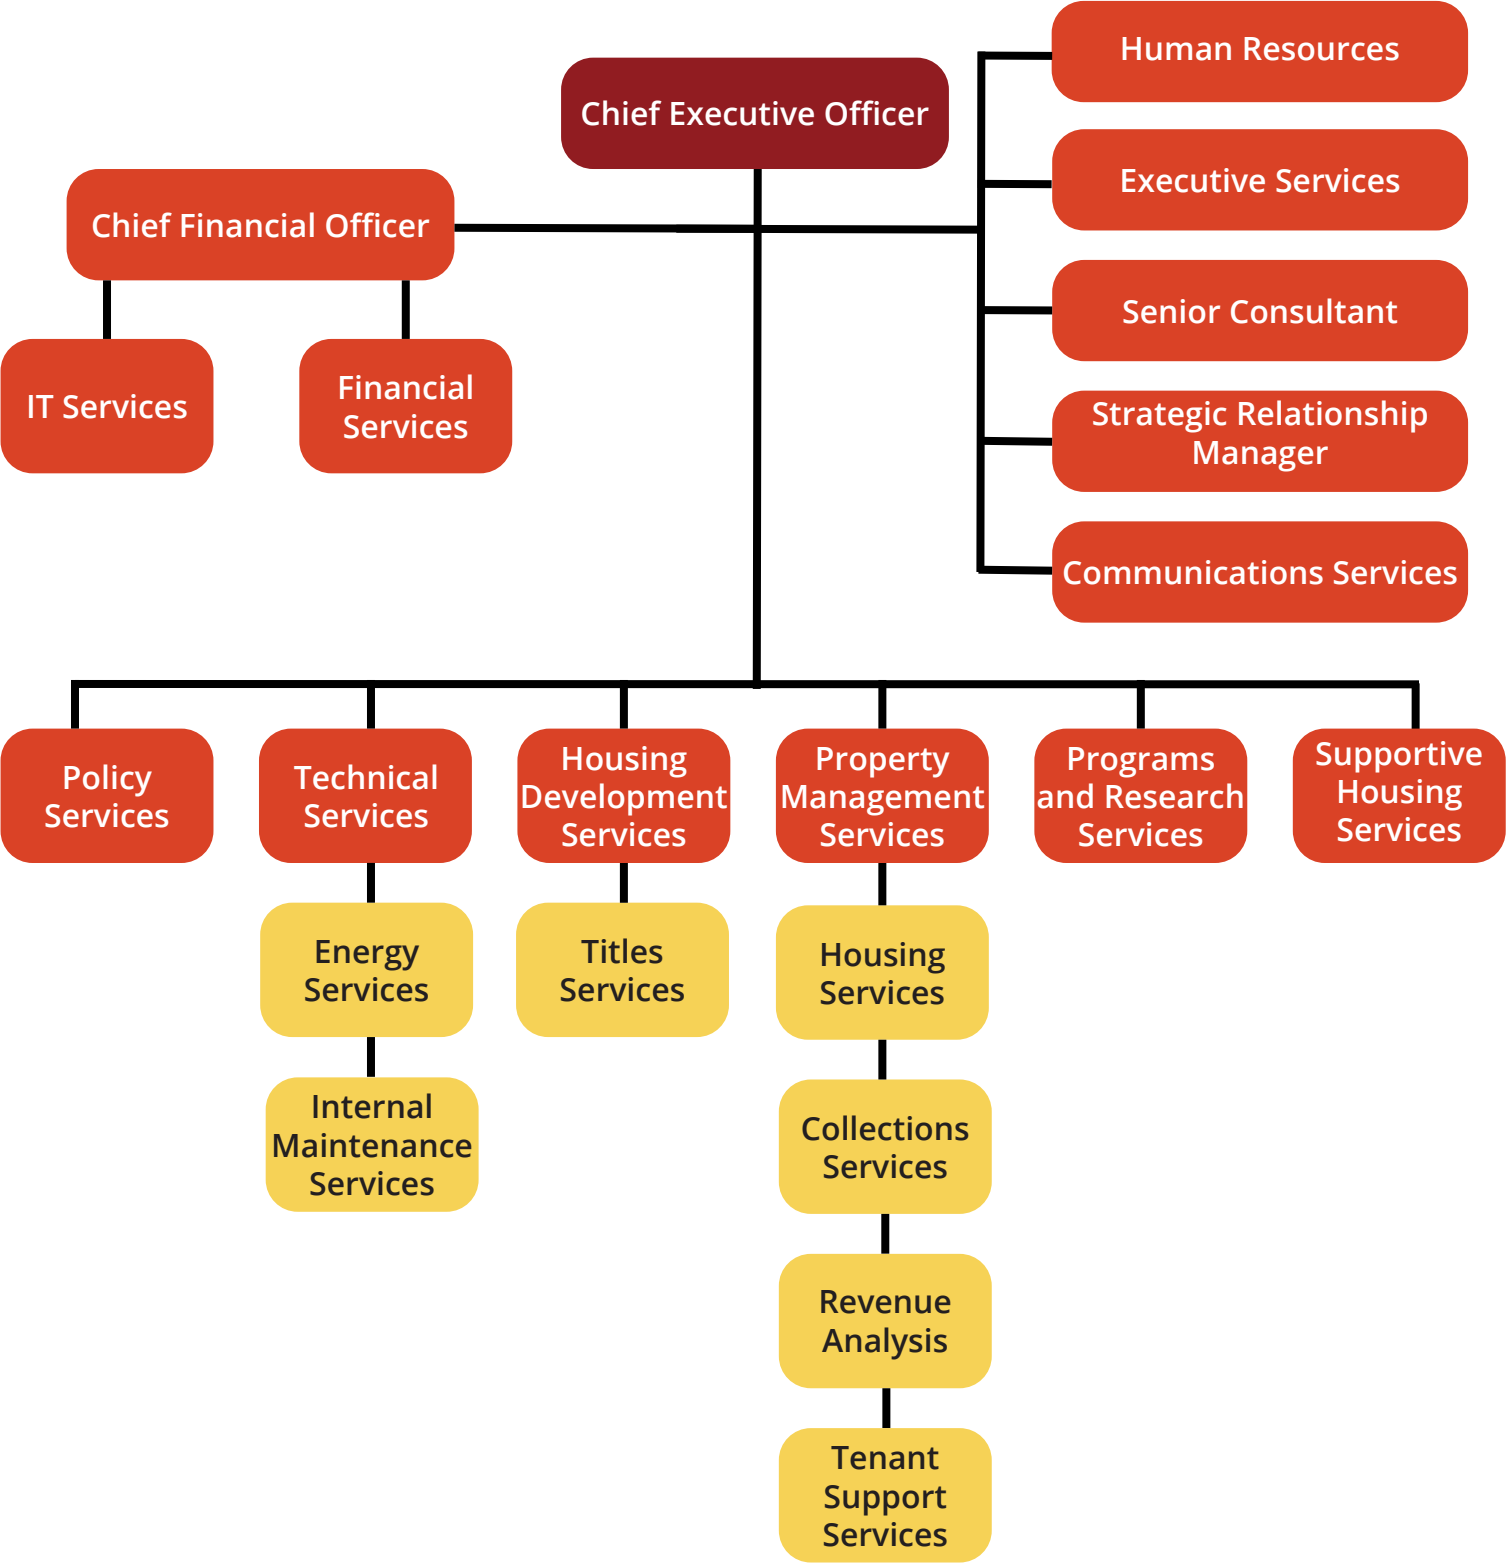 Chief Executive Officer
Human Resources
Executive Services
Senior Consultant
Strategic Relationship
Manager
Communications Services
Chief Financial Officer
IT Services
Financial
Services
Policy
Services
Technical
Services
Housing
Development
Services
Property
Management
Services
Programs
and Research
Services
Supportive
Housing
Services
Energy
Services
Internal
Maintenance
Services
Titles
Services
Housing
Services
Collections
Services
Revenue
Analysis
Tenant
Support
Services